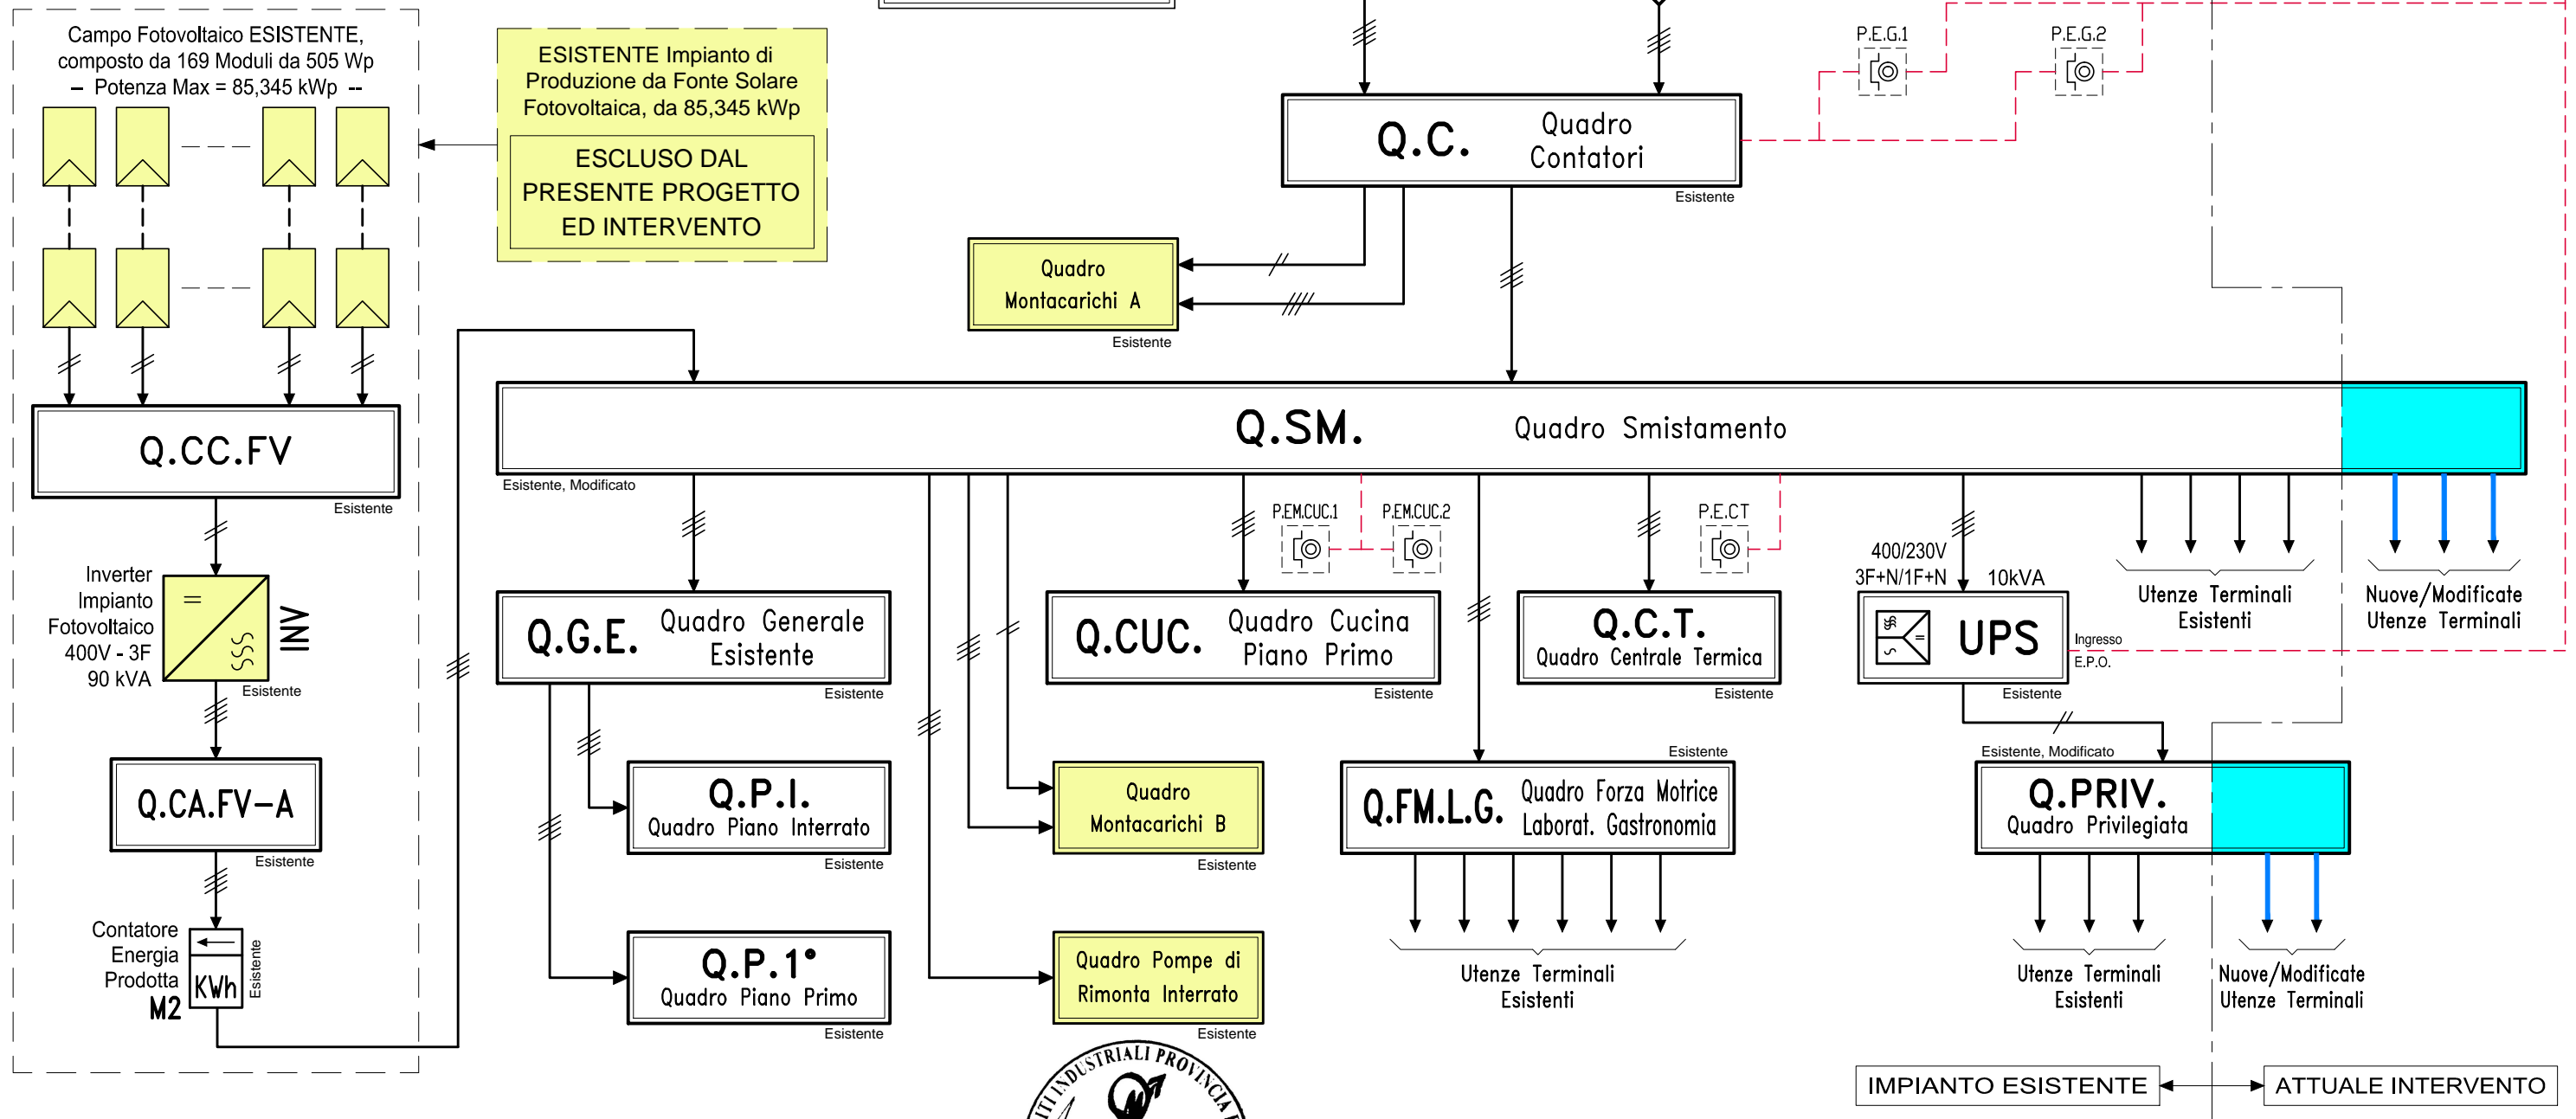 Campo Fotovoltaico ESISTENTE,
composto da 169 Moduli da 505 Wp
– Potenza Max = 85,345 kWp --
ESISTENTE Impianto di
Produzione da Fonte Solare
Fotovoltaica, da 85,345 kWp
ESCLUSO DAL
PRESENTE PROGETTO
ED INTERVENTO
P.E.G.1
P.E.G.2
Q.C.
Quadro
Contatori
Esistente
Quadro
Montacarichi A
Esistente
Q.SM.
Quadro Smistamento
Esistente, Modificato
Q.CC.FV
Esistente
Inverter
Impianto
Fotovoltaico
400V - 3F
90 kVA
INV
Esistente
Q.CA.FV-A
Esistente
Contatore
Energia
Prodotta
M2
KWh
Esistente
Q.G.E.
Quadro Generale
Esistente
Esistente
Q.P.I.
Quadro Piano Interrato
Esistente
Q.P.1°
Quadro Piano Primo
Esistente
P.EM.CUC.1
P.EM.CUC.2
Q.CUC.
Quadro Cucina
Piano Primo
Esistente
Quadro
Montacarichi B
Esistente
Quadro Pompe di
Rimonta Interrato
Esistente
P.E.CT
Q.C.T.
Quadro Centrale Termica
Esistente
Esistente
Q.FM.L.G.
Quadro Forza Motrice
Laborat. Gastronomia
Utenze Terminali
Esistenti
400/230V
3F+N/1F+N
10kVA
UPS
Ingresso
E.P.O.
Esistente
Utenze Terminali
Esistenti
Nuove/Modificate
Utenze Terminali
Esistente, Modificato
Q.PRIV.
Quadro Privilegiata
Utenze Terminali
Esistenti
Nuove/Modificate
Utenze Terminali
INDUSTRIALI PROVINCIA
IMPIANTO ESISTENTE
ATTUALE INTERVENTO